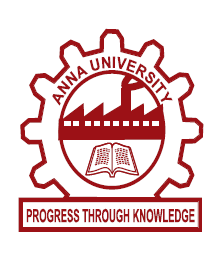 ANNA UNIVERSITY
PROGRESS THROUGH KNOWLEDGE